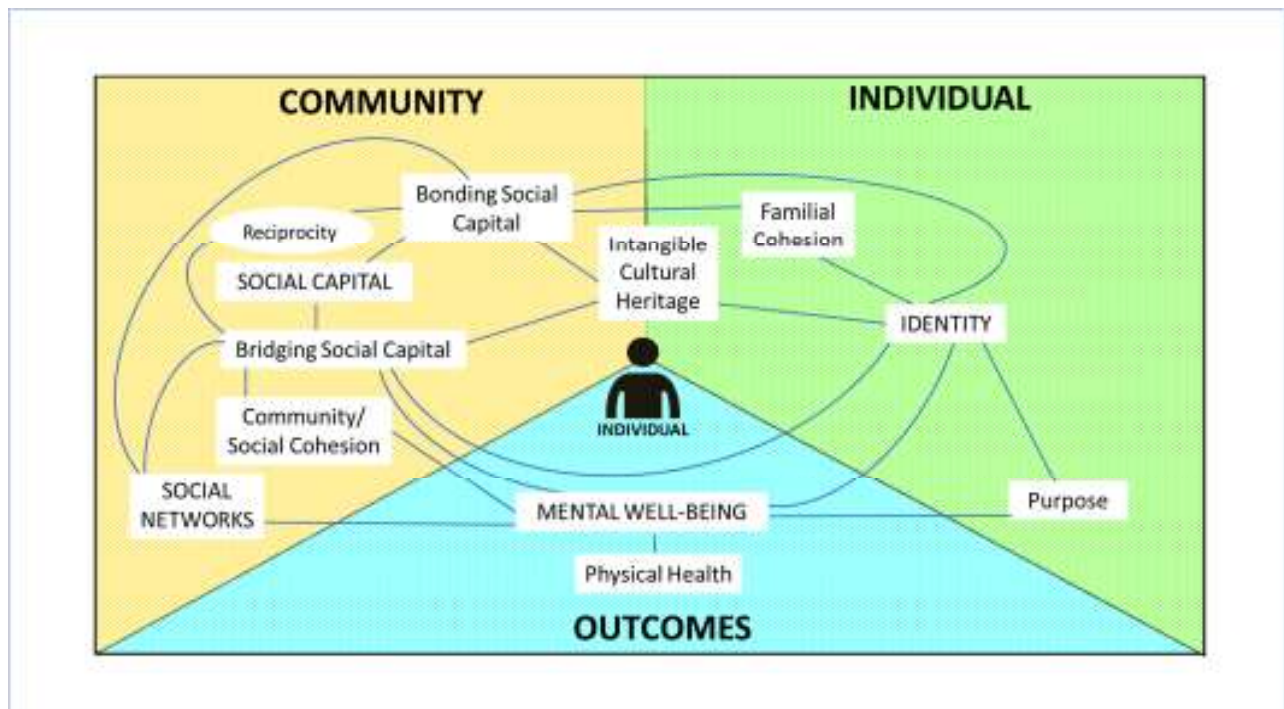 COMMUNITY
INDIVIDUAL
Bonding Social
Capital
Familial
Cohesion
Reciprocity
Intangible
Cultural
Heritage
SOCIAL CAPITAL
IDENTITY
Bridging Social Capital
Community/
Social Cohesion
INDIVIDUAL
SOCIAL
NETWORKS
MENTAL WELL-BEING
Purpose
Physical Health
OUTCOMES